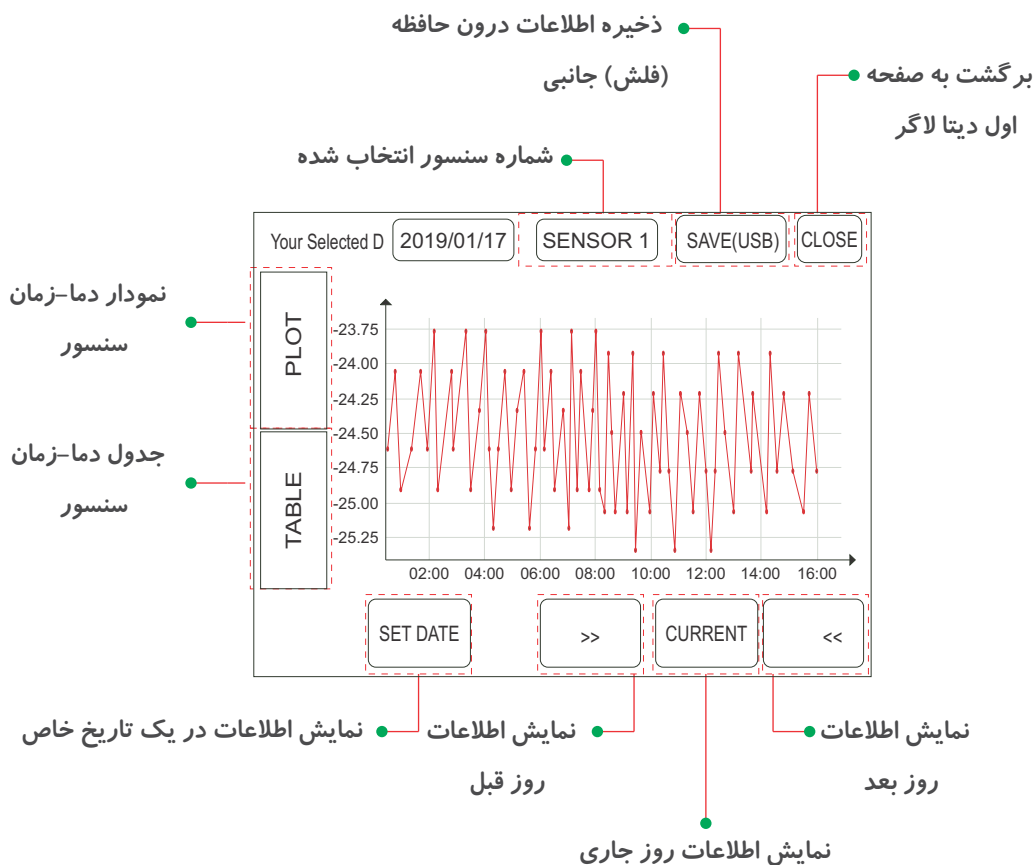 ذخیره اطلاعات درون حافظه
(فلش) جانبی
برگشت به صفحه
اول دیتا لاگر
شماره سنسور انتخاب شده
Your Selected D
2019/01/17
SENSOR 1
SAVE(USB)
CLOSE
نمودار دما–زمان
سنسور
PLOT
جدول دما–زمان
سنسور
TABLE
-23.75
-24.00
-24.25
-24.50
-24.75
-25.00
-25.25
02:00 04:00 06:00 08:00 10:00 12:00 14:00 16:00
SET DATE
>>
CURRENT
<<
نمایش اطلاعات در یک تاریخ خاص
نمایش اطلاعات
روز قبل
نمایش اطلاعات
روز بعد
نمایش اطلاعات روز جاری